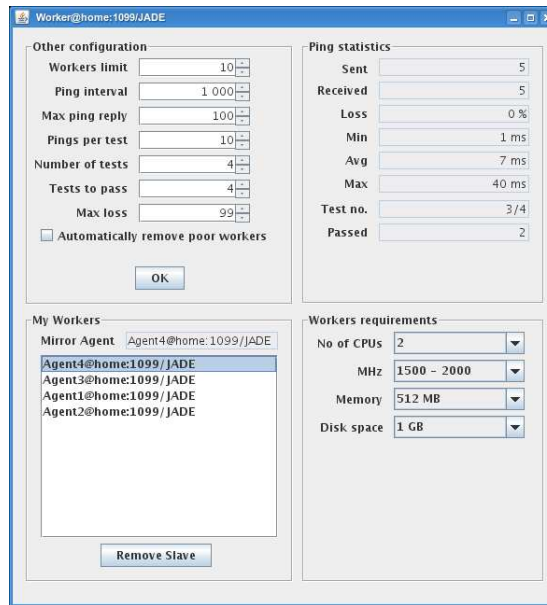 Worker@home:1099/JADE
Other configuration
Workers limit 10
Ping interval 1 000
Max ping reply 100
Pings per test 10
Number of tests 4
Tests to pass 4
Max loss 99
Automatically remove poor workers
OK
Ping statistics
Sent 5
Received 5
Loss 0 %
Min 1 ms
Avg 7 ms
Max 40 ms
Test no. 3/4
Passed 2
My Workers
Mirror Agent Agent4@home:1099/JADE
Agent4@home:1099/JADE
Agent3@home:1099/JADE
Agent1@home:1099/JADE
Agent2@home:1099/JADE
Remove Slave
Workers requirements
No of CPUs 2
MHz 1500 - 2000
Memory 512 MB
Disk space 1 GB